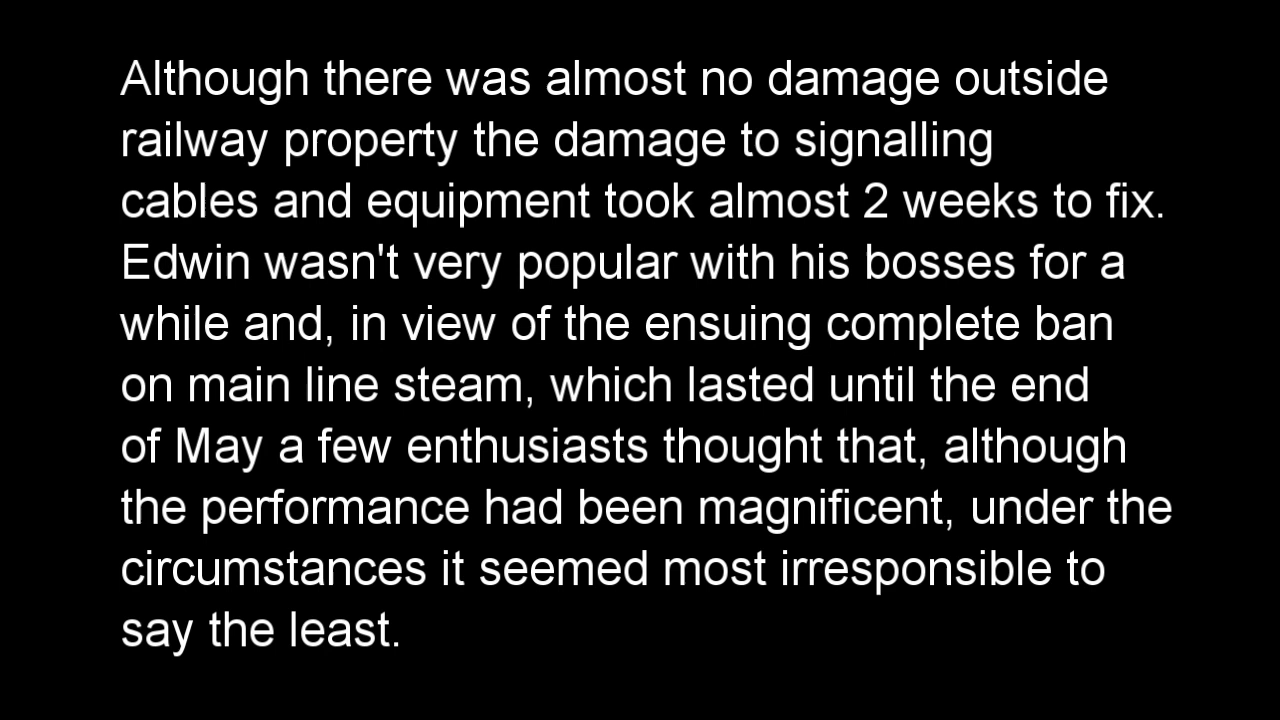 Although there was almost no damage outside
railway property the damage to signalling
cables and equipment took almost 2 weeks to fix.
Edwin wasn't very popular with his bosses for a
while and, in view of the ensuing complete ban
on main line steam, which lasted until the end
of May a few enthusiasts thought that, although
the performance had been magnificent, under the
circumstances it seemed most irresponsible to
say the least.